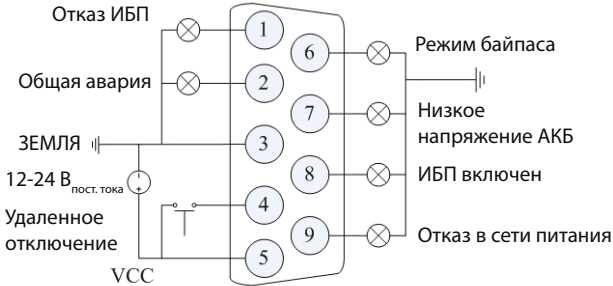 Отказ ИБП
1
6
Режим байпаса
Общая авария
2
7
Низкое
напряжение АКБ
ЗЕМЛЯ
3
12-24 В пост. тока
8
ИБП включен
Удаленное
отключение
4
9
Отказ в сети питания
5
VCC